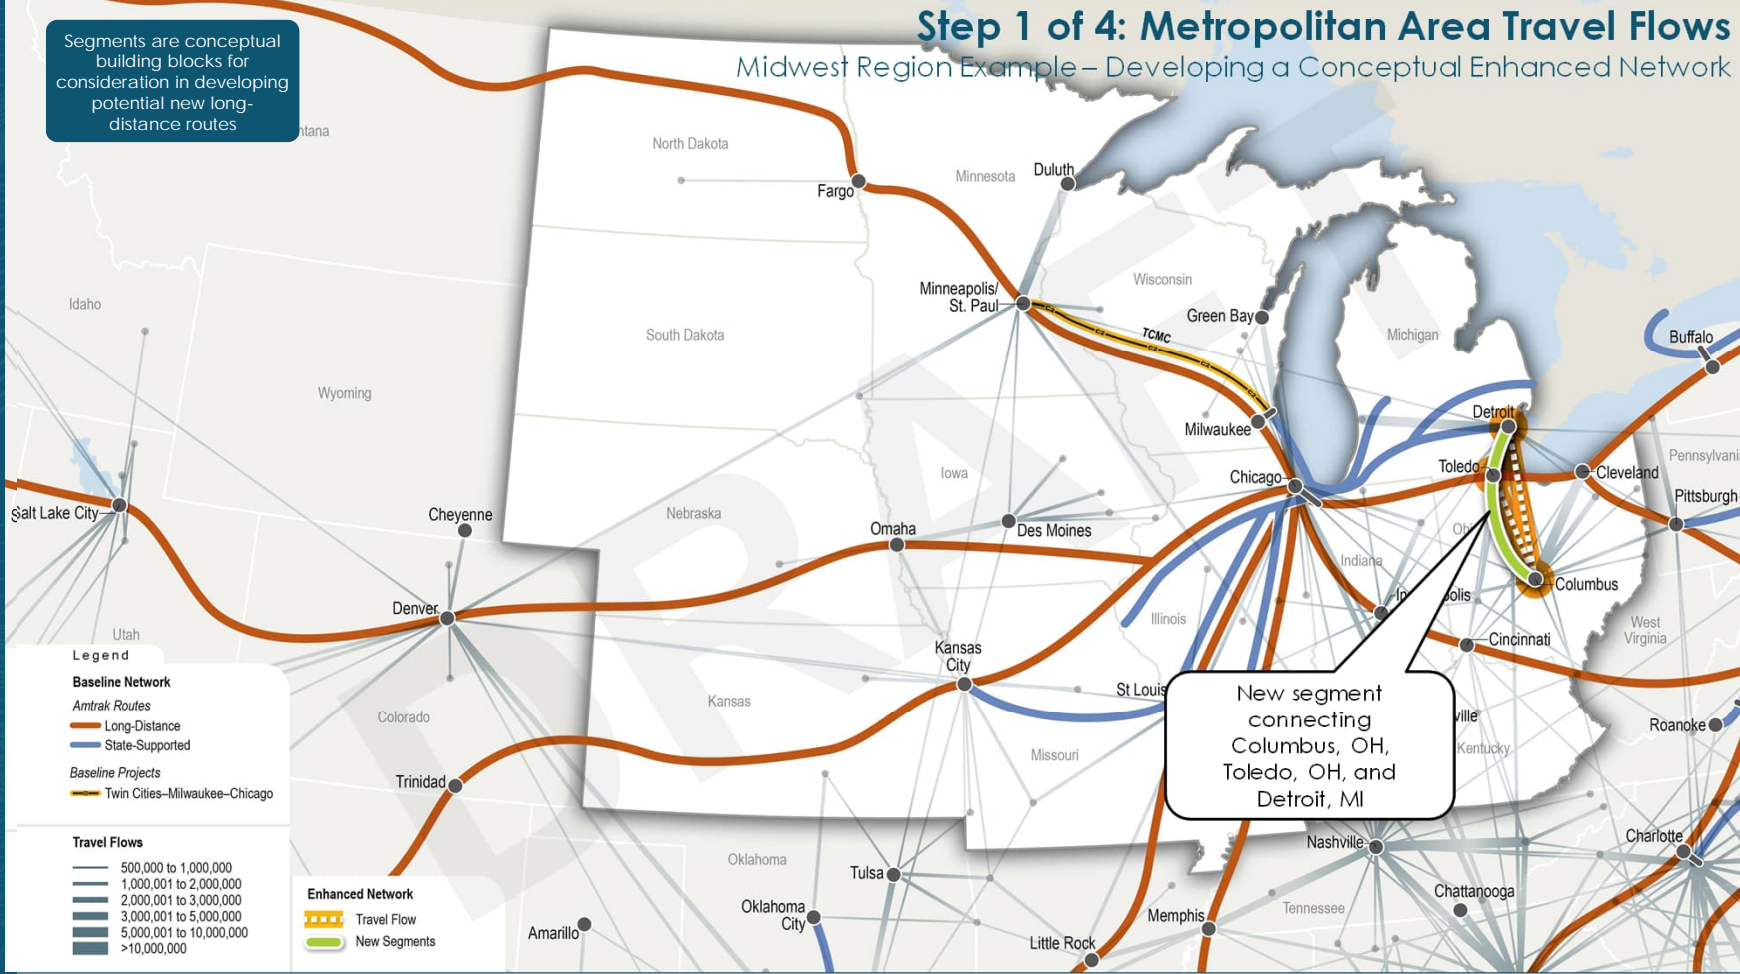 Step 1 of 4: Metropolitan Area Travel Flows
Midwest Region Example – Developing a Conceptual Enhanced Network
Segments are conceptual
building blocks for
consideration in developing
potential new long-
distance routes
ntana
North Dakota
Minnesota
Duluth
Fargo
Idaho
Wisconsin
Minneapolis/
St. Paul
Green Bay
TCMC
Michigan
Buffalo
South Dakota
Wyoming
Detroit
Milwaukee
Pennsylvani
Toledo
Cleveland
Iowa
Chicago
Pittsburgh
Salt Lake City
Cheyenne
Nebraska
Omaha
Des Moines
Ohi
Indiana
Columbus
In
polis
Denver
Illinois
West
Virginia
Utah
Cincinnati
Kansas
City
St Louis
Kansas
Colorado
ville
Roanoke
Kentucky
Missouri
Trinidad
New segment
connecting
Columbus, OH,
Toledo, OH, and
Detroit, MI
Legend
Baseline Network
Amtrak Routes
Long-Distance
State-Supported
Baseline Projects
Twin Cities–Milwaukee–Chicago
Travel Flows
500,000 to 1,000,000
1,000,001 to 2,000,000
2,000,001 to 3,000,000
3,000,001 to 5,000,000
5,000,001 to 10,000,000
>10,000,000
Enhanced Network
Travel Flow
New Segments
Oklahoma
Tulsa
Nashville
Charlotte
Chattanooga
Oklahoma
City
Tennessee
Memphis
Amarillo
Little Rock
DRAFT